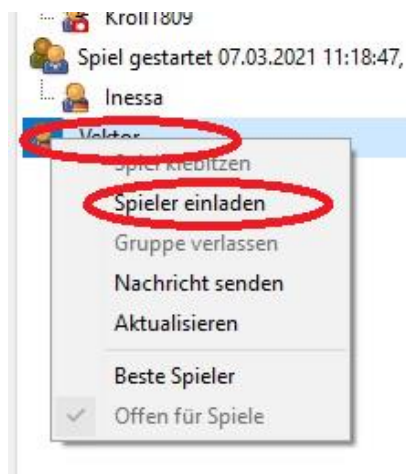 Kroll1809
Spiel gestartet 07.03.2021 11:18:47,
Inessa
Vektor
Spiel kiebitzen
Spieler einladen
Gruppe verlassen
Nachricht senden
Aktualisieren
Beste Spieler
Offen für Spiele